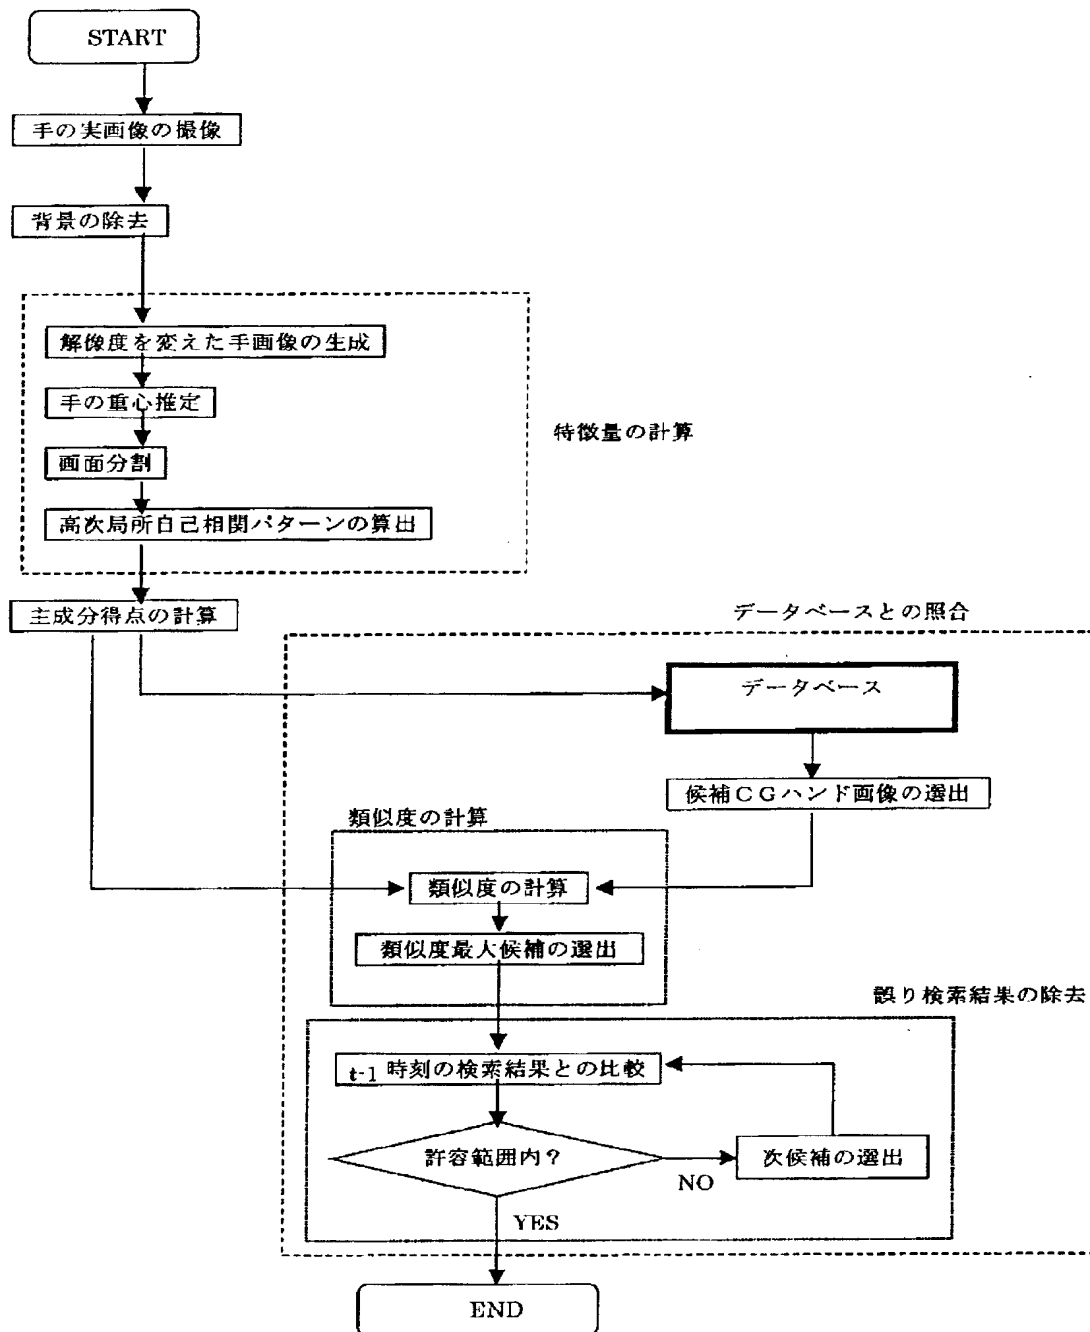 START
手の実画像の撮像
背景の除去
解像度を変えた手画像の生成
手の重心推定
画面分割
高次局所自己相関パターンの算出
特徴量の計算
主成分得点の計算
データベースとの照合
データベース
候補CGハンド画像の選出
類似度の計算
類似度の計算
類似度最大候補の選出
誤り検索結果の除去
t-1 時刻の検索結果との比較
許容範囲内?
NO
次候補の選出
YES
END